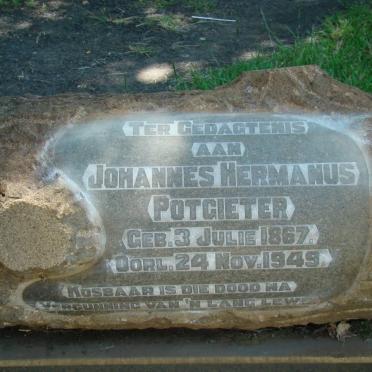 TER GEDAGTENIS
AAN
JOHANNES HERMANUS
POTGIETER
GEB. 3 JULIE 1867.
OORL. 24 NOV. 1949.
KOSBAAR IS DIE DOOD NA
VERGUNNING VAN 'N LANG LEWE